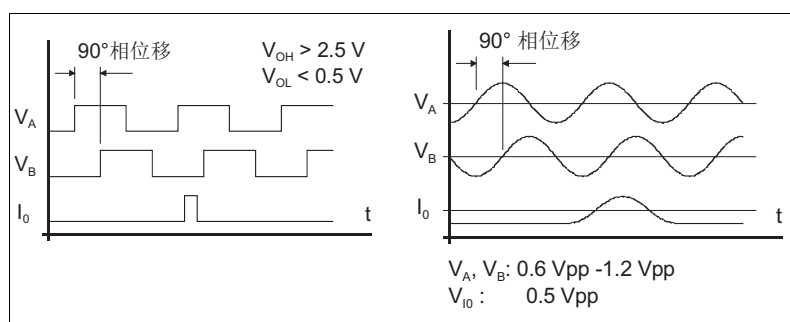 90°相位移
V_OH > 2.5 V
V_OL < 0.5 V
V_A
V_B
I_0
t
90° 相位移
V_A
V_B
I_0
t
V_A, V_B: 0.6 Vpp -1.2 Vpp
V_I0 : 0.5 Vpp